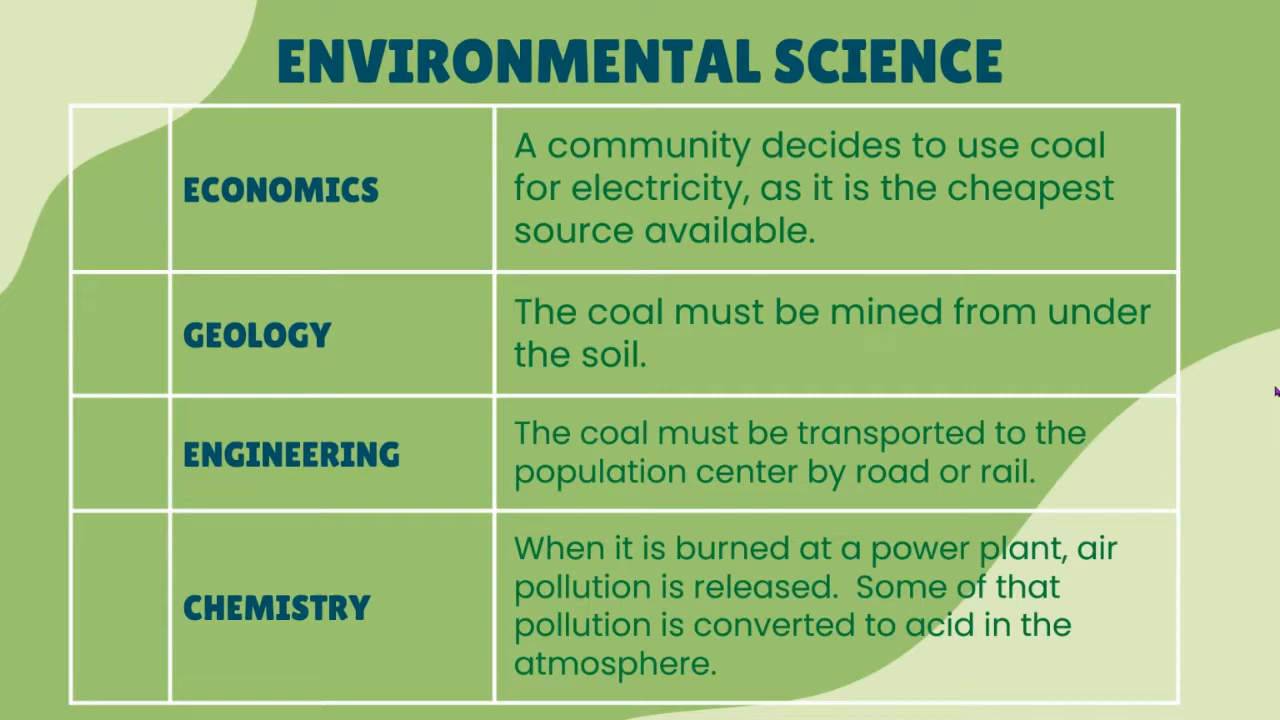 ENVIRONMENTAL SCIENCE
ECONOMICS
A community decides to use coal
for electricity, as it is the cheapest
source available.
GEOLOGY
The coal must be mined from under
the soil.
ENGINEERING
The coal must be transported to the
population center by road or rail.
CHEMISTRY
When it is burned at a power plant, air
pollution is released.  Some of that
pollution is converted to acid in the
atmosphere.